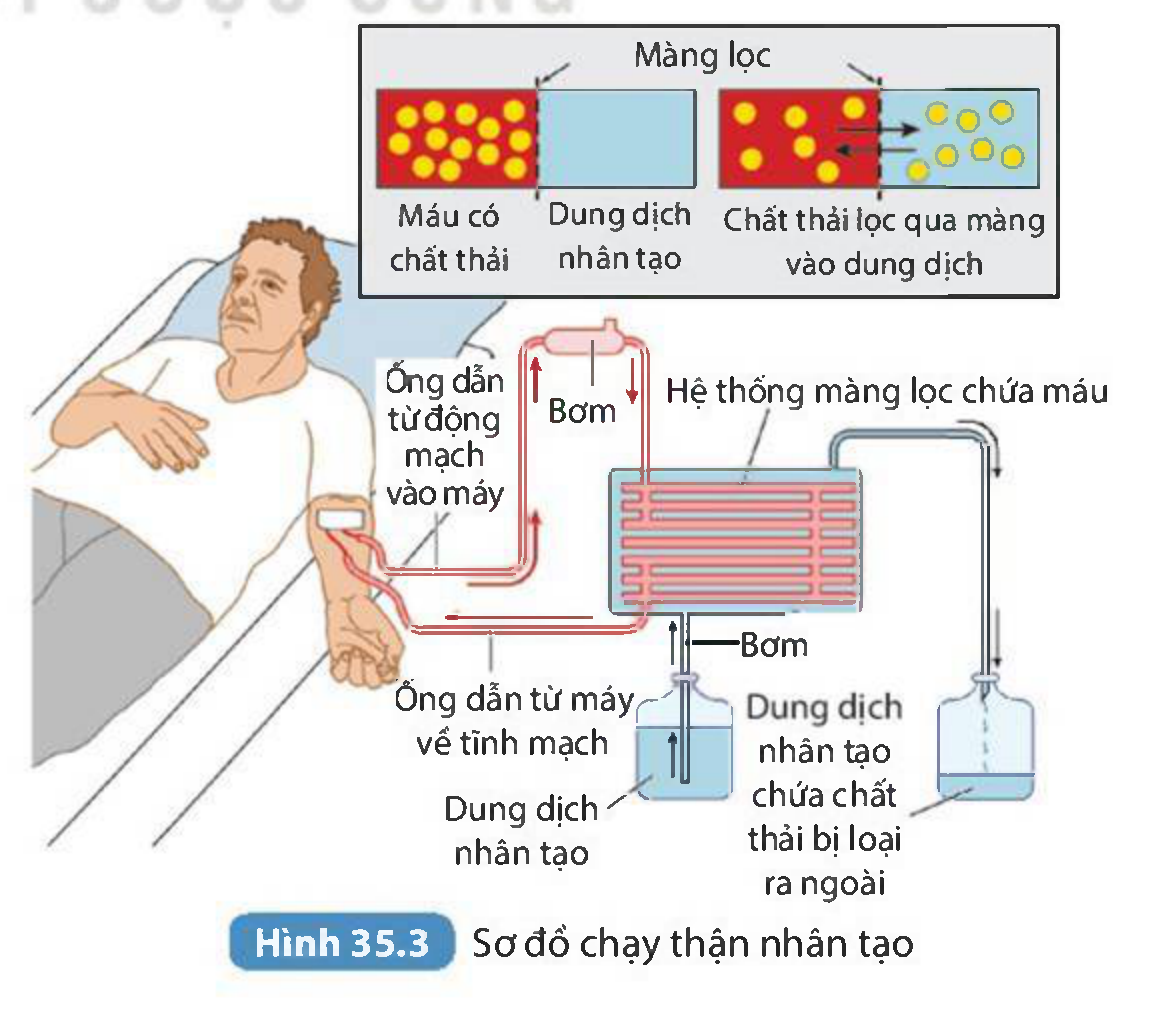 Màng lọc
Máu có
chất thải
Dung dịch
nhân tạo
Chất thải lọc qua màng
vào dung dịch
Ống dẫn
từ động
mạch
vào máy
Bơm
Hệ thống màng lọc chứa máu
Bơm
Ống dẫn từ máy
về tĩnh mạch
Dung dịch
nhân tạo
Dung dịch
nhân tạo
chứa chất
thải bị loại
ra ngoài
Hình 35.3 Sơ đồ chạy thận nhân tạo